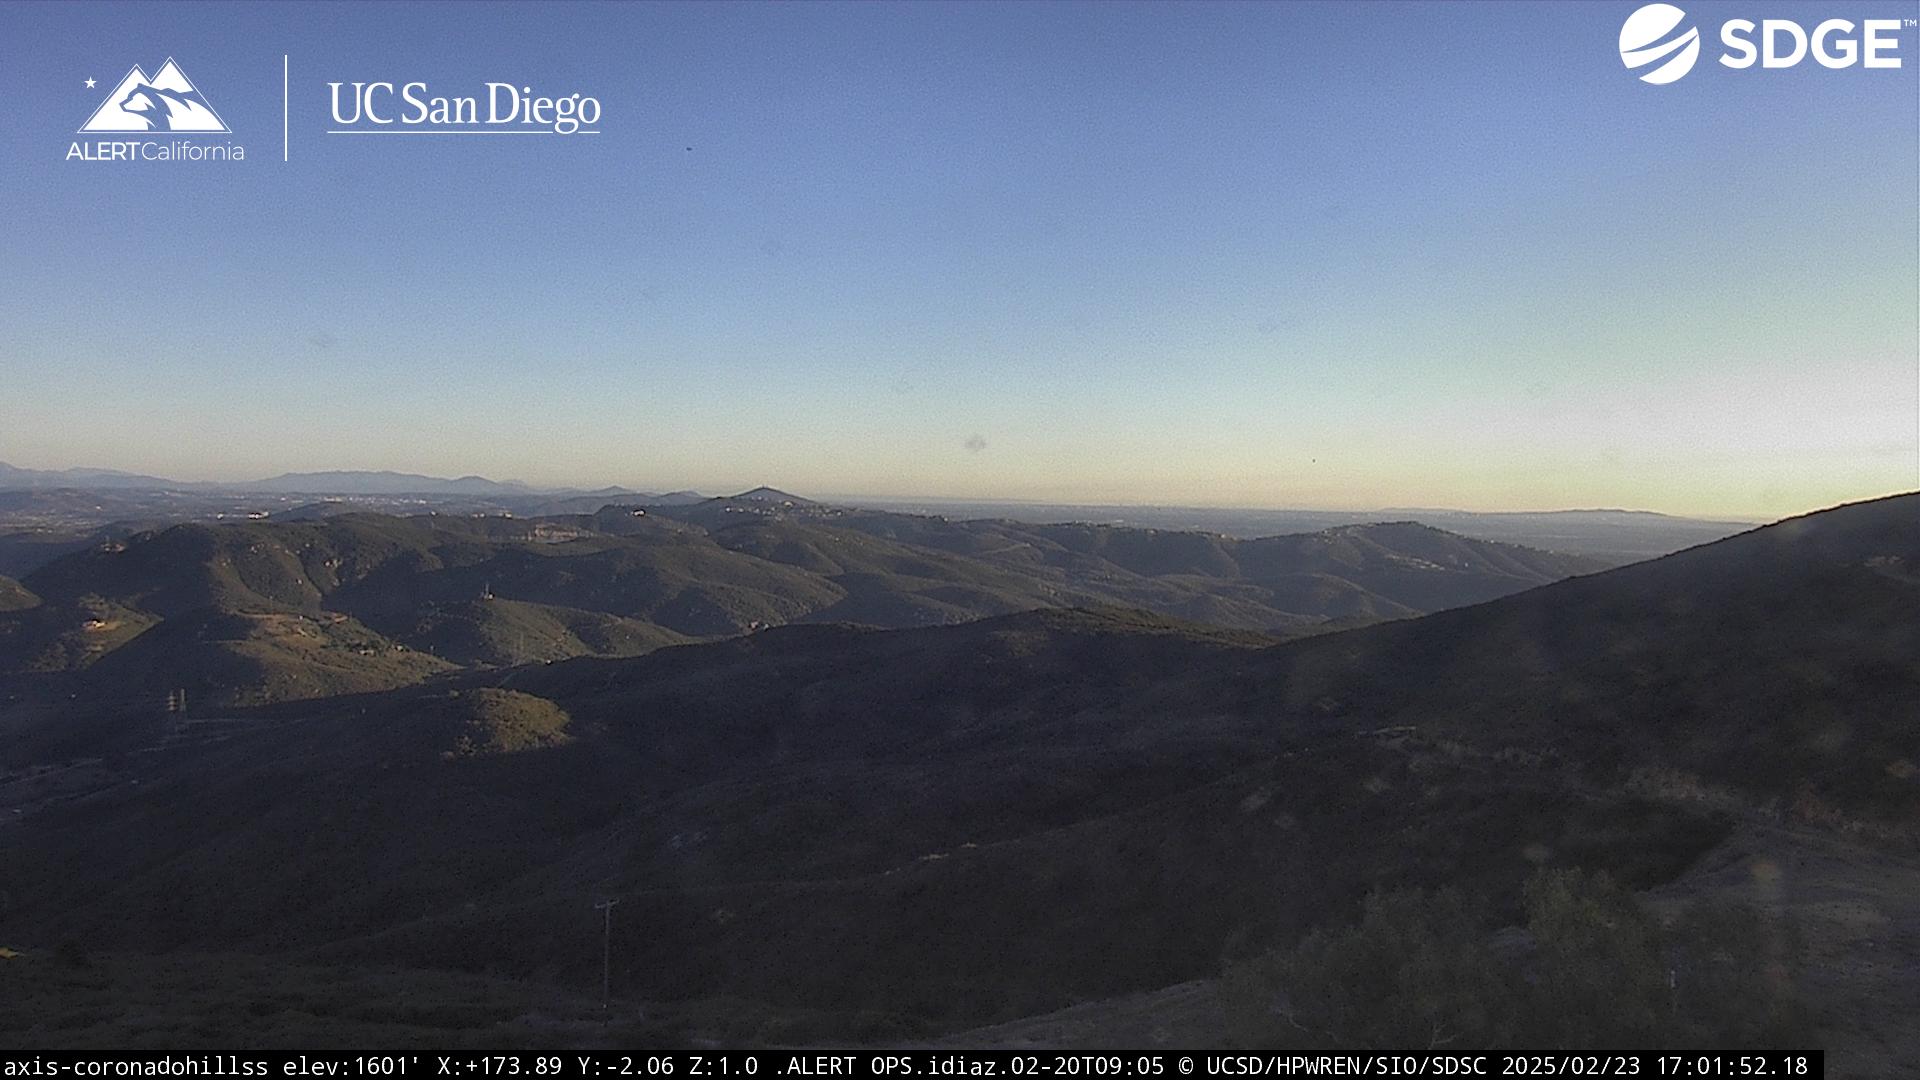 SDGE™
UC San Diego
ALERTCalifornia
axis-coronadohillss elev:1601' X:+173.89 Y:-2.06 Z:1.0 .ALERT OPS.idiaz.02-20T09:05 © UCSD/HPWREN/SIO/SDSC 2025/02/23 17:01:52.18